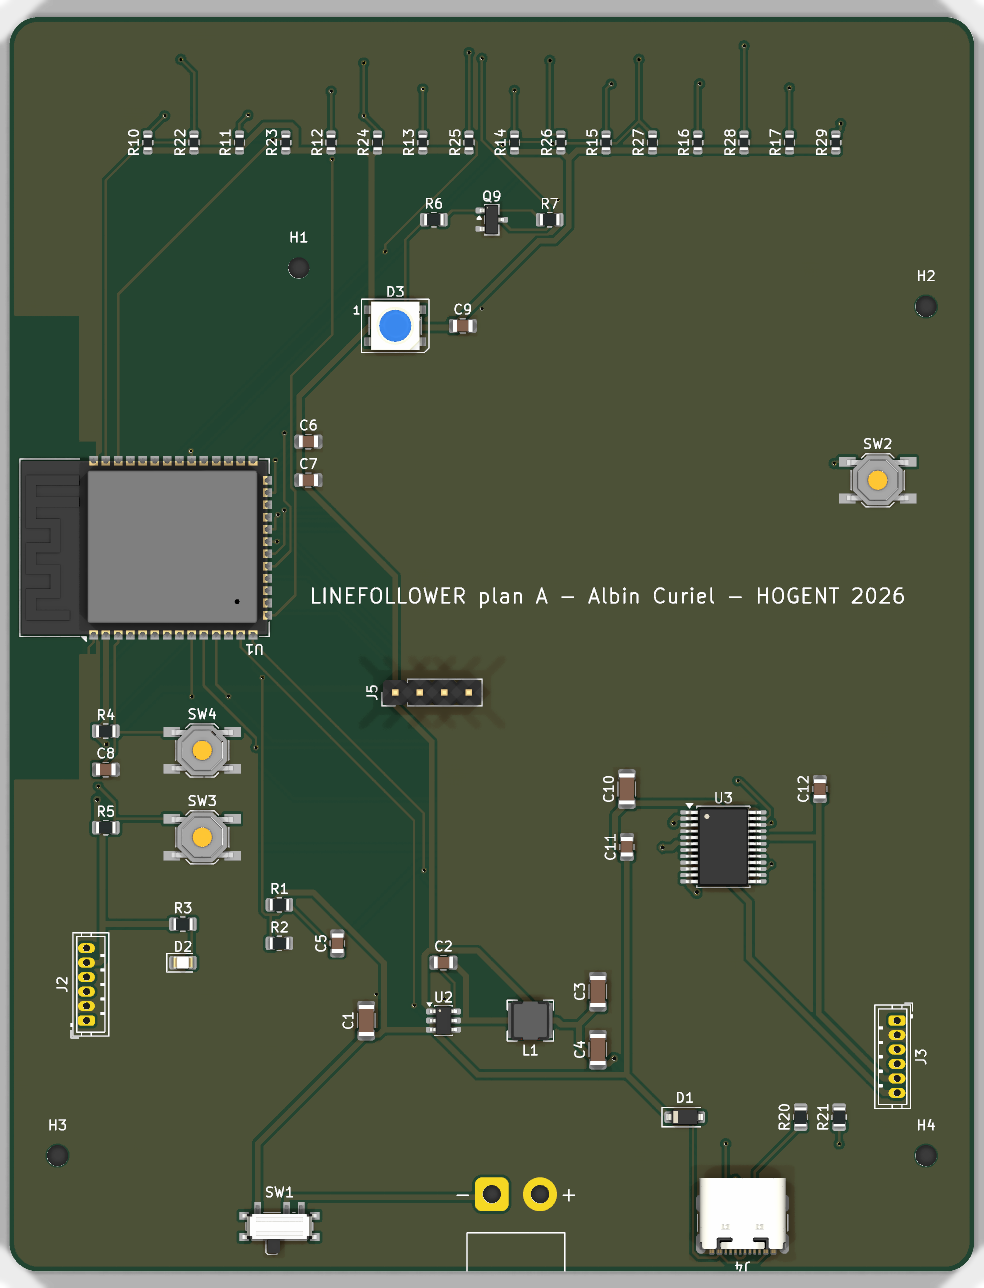 R10
R22
R11
R23
R12
R24
R13
R25
R14
R26
R15
R27
R16
R28
R17
R29
R6
Q9
R7
H1
H2
D3
1
C9
C6
C7
SW2
LINEFOLLOWER plan A – Albin Curiel – HOGENT 2026
U1
J5
R4
SW4
C8
SW3
R5
C10
U3
C12
C11
R1
R2
R3
C5
D2
C2
J2
U2
C3
C1
L1
C4
J3
D1
R20
R21
H3
H4
SW1
–
+
J4